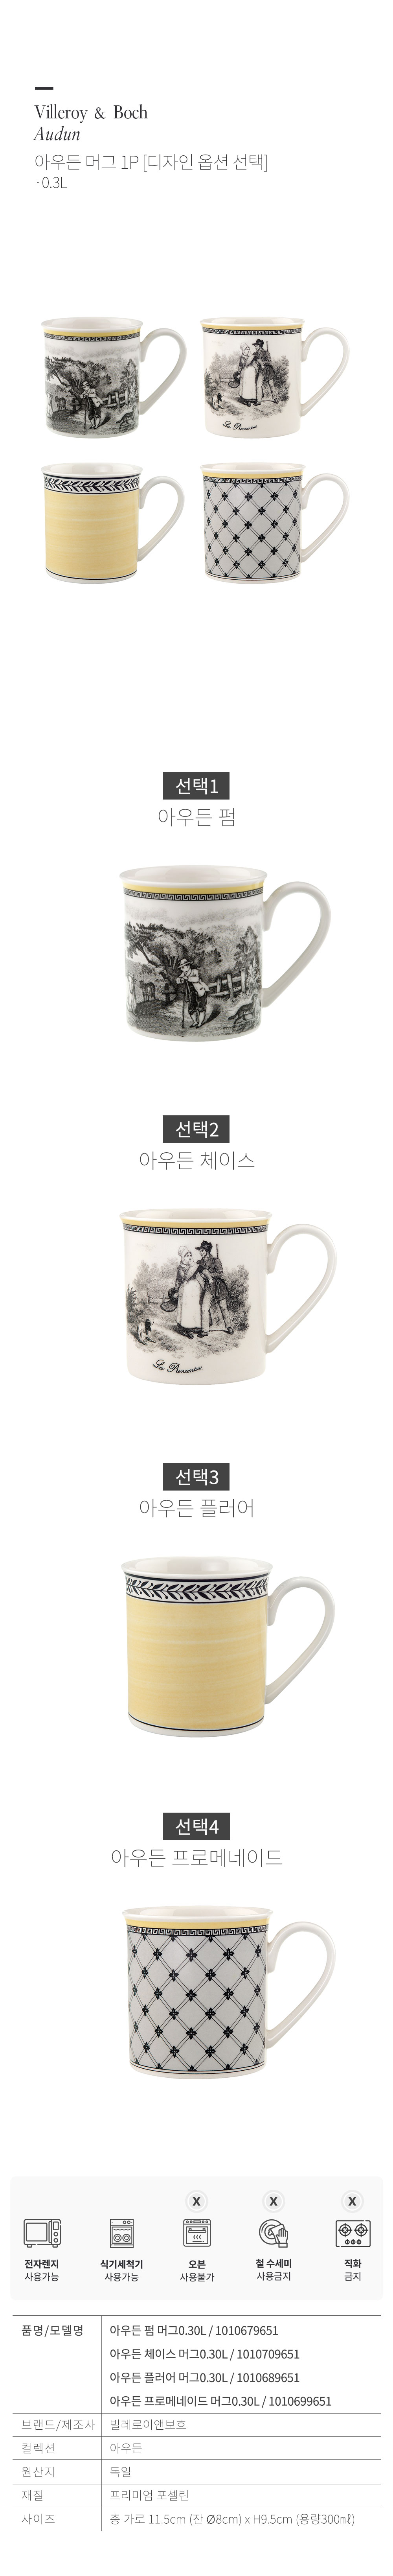 Villeroy & Boch
Audun
아우든 머그 1P [디자인 옵션 선택]
·0.3L
선택1
아우든 펌
선택2
아우든 체이스
La Rencontre
선택3
아우든 플러어
선택4
아우든 프로메네이드
X X X
전자렌지 식기세척기 오븐 철 수세미 직화
사용가능 사용가능 사용불가 사용금지 금지
품명/모델명 아우든 펌 머그0.30L / 1010679651
아우든 체이스 머그0.30L / 1010709651
아우든 플러어 머그0.30L / 1010689651
아우든 프로메네이드 머그0.30L / 1010699651
브랜드/제조사 빌레로이앤보흐
컬렉션 아우든
원산지 독일
재질 프리미엄 포셀린
사이즈 총 가로 11.5cm (잔 Ø8cm) x H9.5cm (용량300㎖)